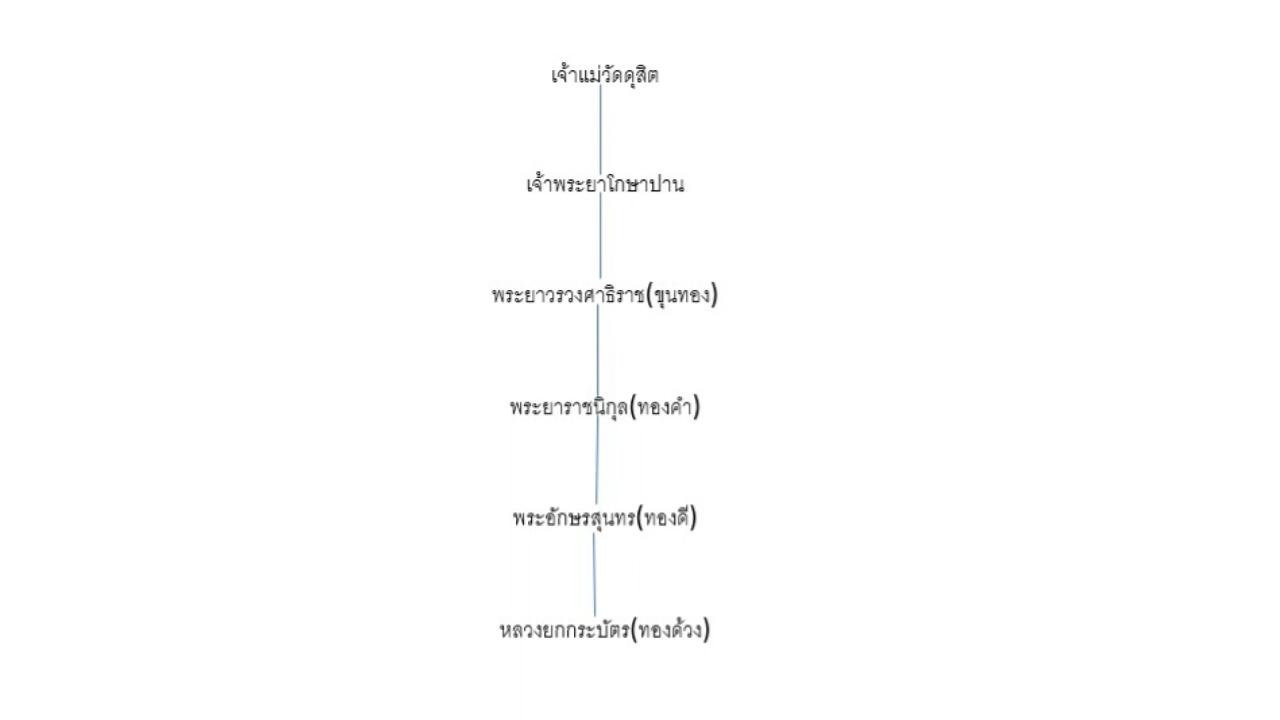 เจ้าแม่วัดดุสิต
เจ้าพระยาโกษาปาน
พระยาวรวงศาธิราช(ขุนทอง)
พระยาราชนิกุล(ทองคำ)
พระอักษรสุนทร(ทองดี)
หลวงยกกระบัตร(ทองด้วง)